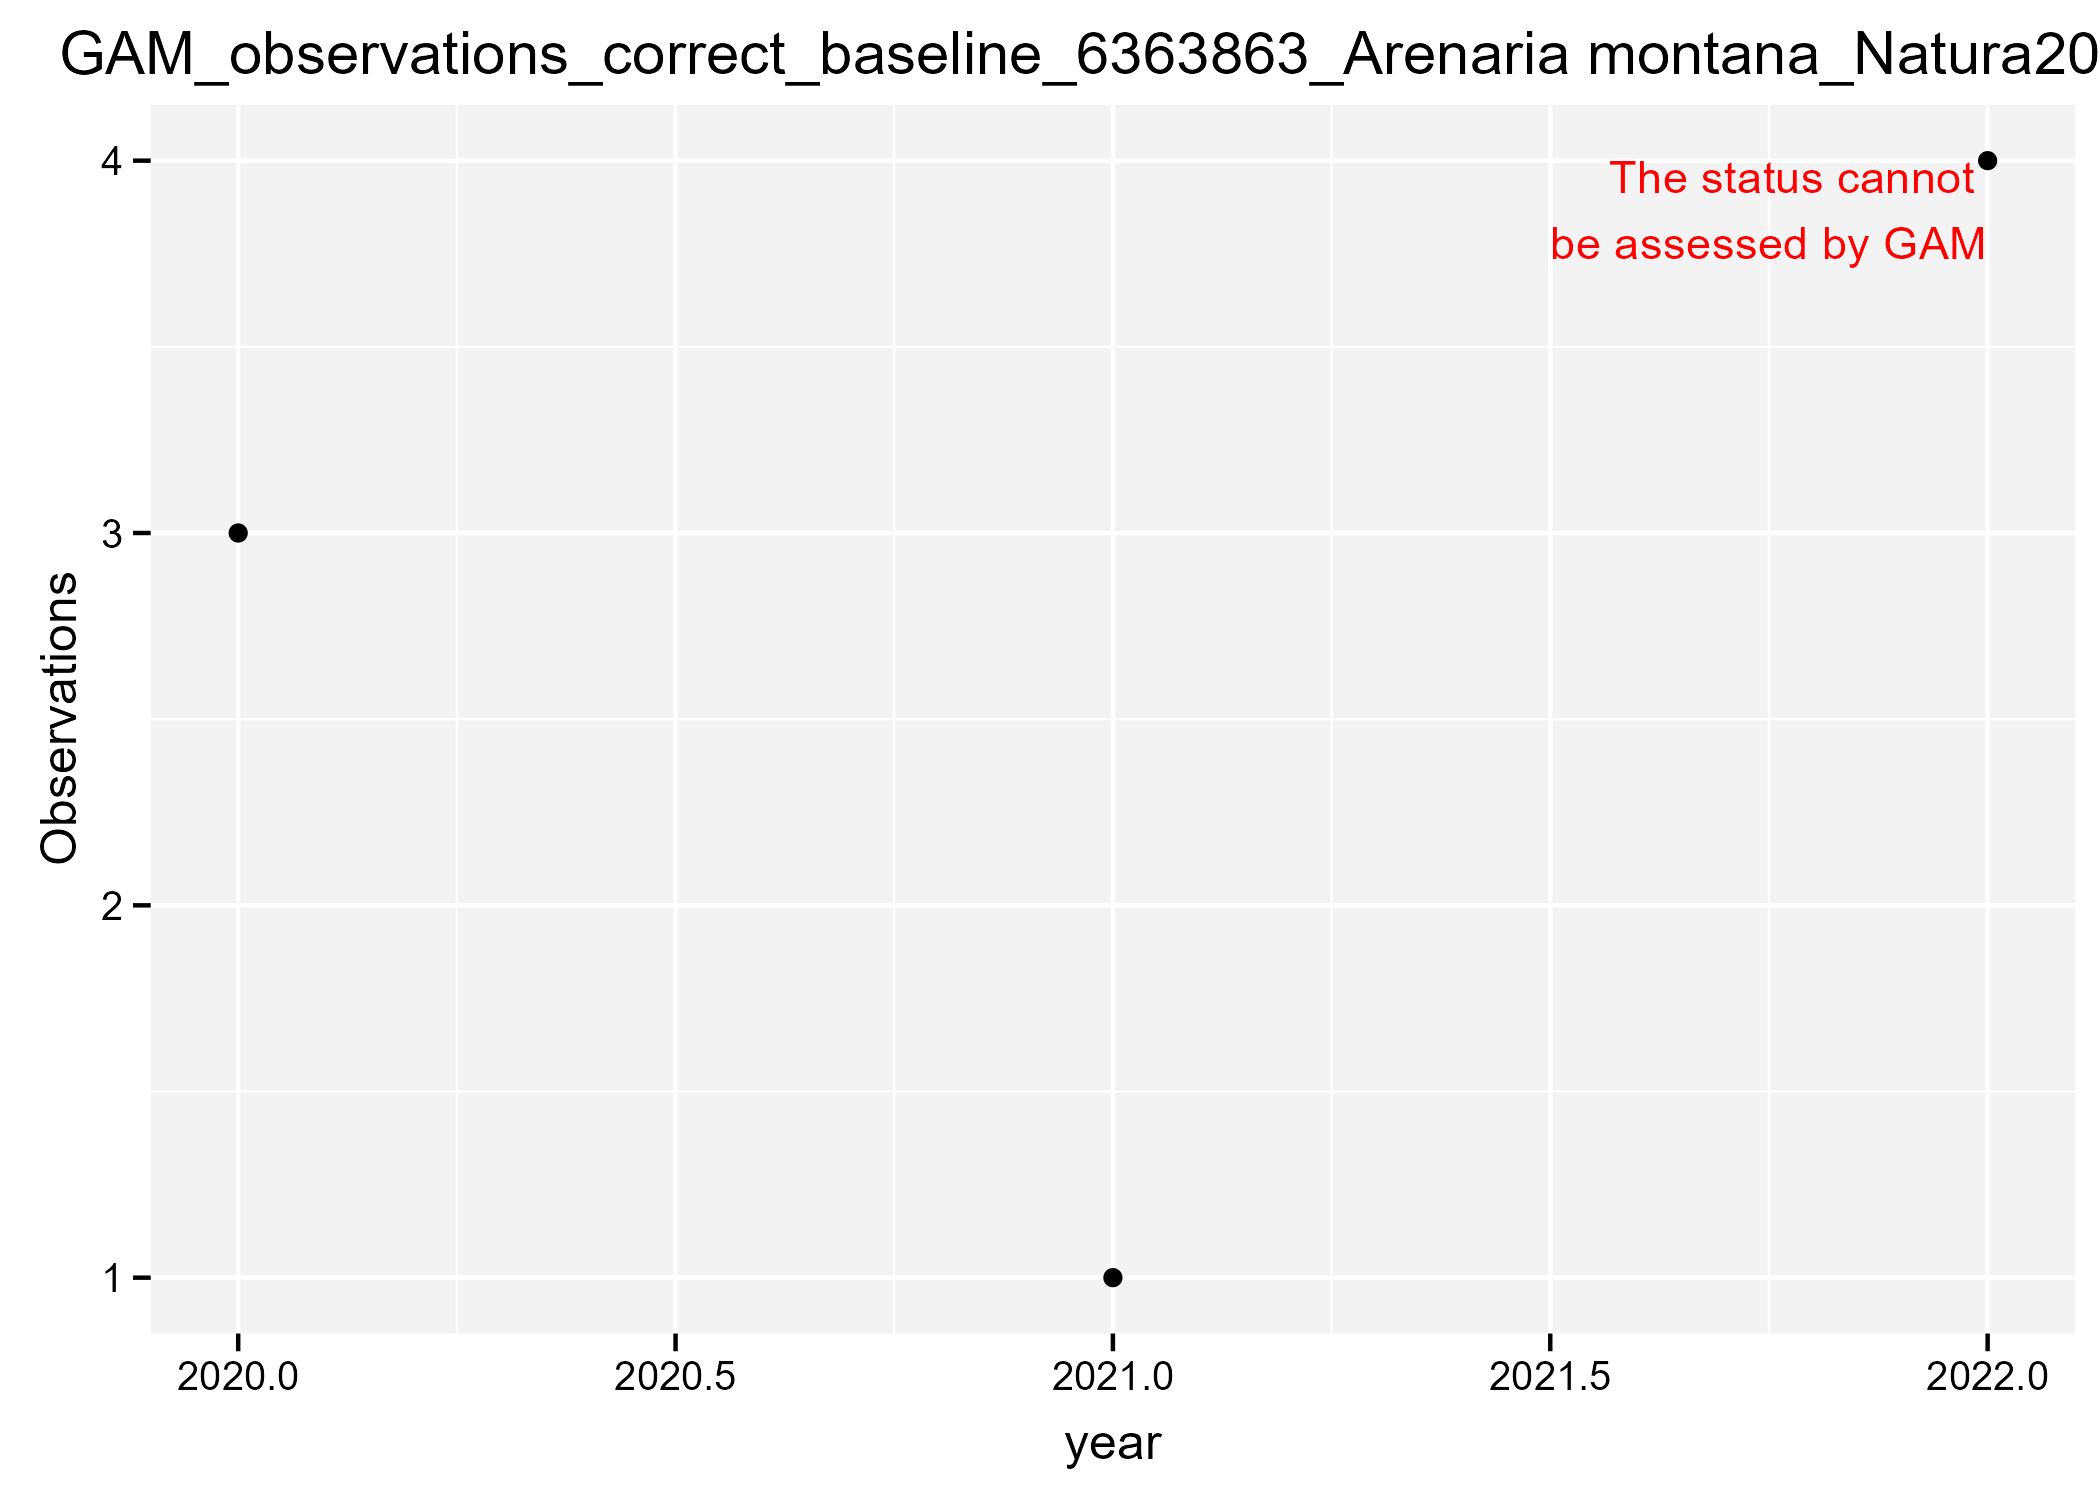 GAM_observations_correct_baseline_6363863_Arenaria montana_Natura20
4
The status cannot
be assessed by GAM
3
Observations
2
1
2020.0 2020.5 2021.0 2021.5 2022.0
year